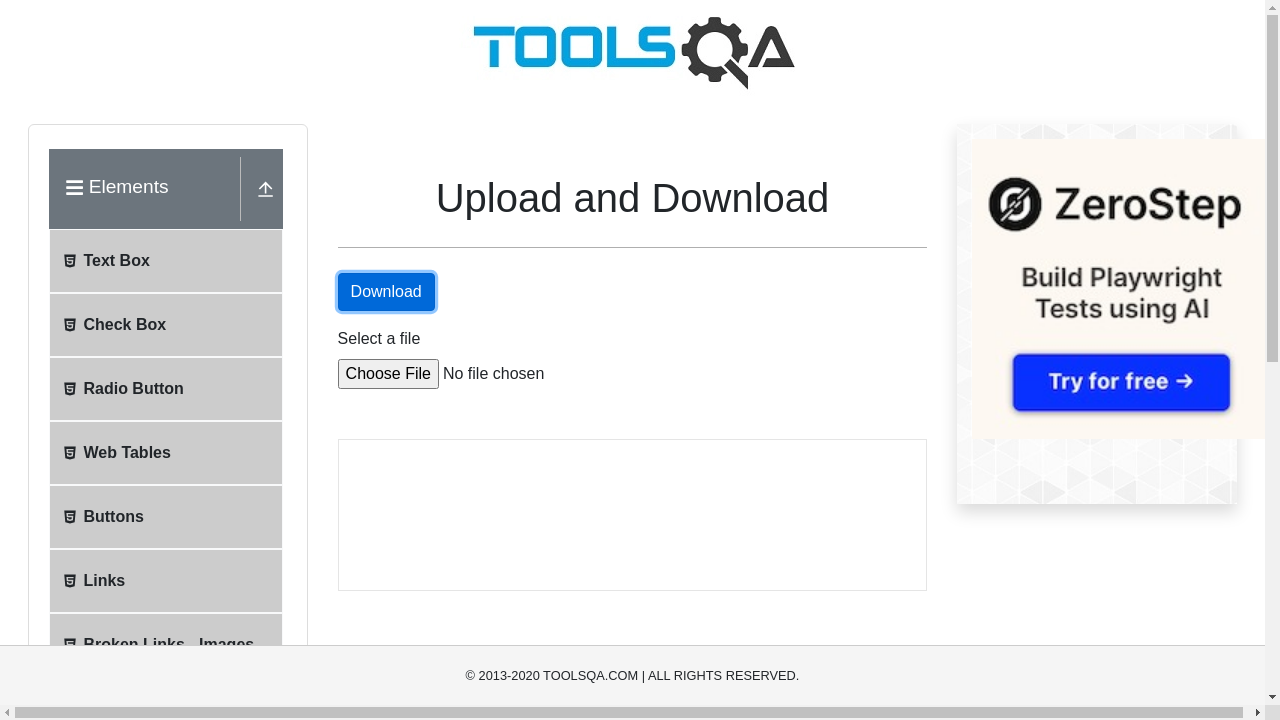 TOOLSQA
Elements
Text Box
Check Box
Radio Button
Web Tables
Buttons
Links
Broken Links - Images
Upload and Download
Download
Select a file
Choose File No file chosen
ZeroStep
Build Playwright
Tests using AI
Try for free →
© 2013-2020 TOOLSQA.COM | ALL RIGHTS RESERVED.